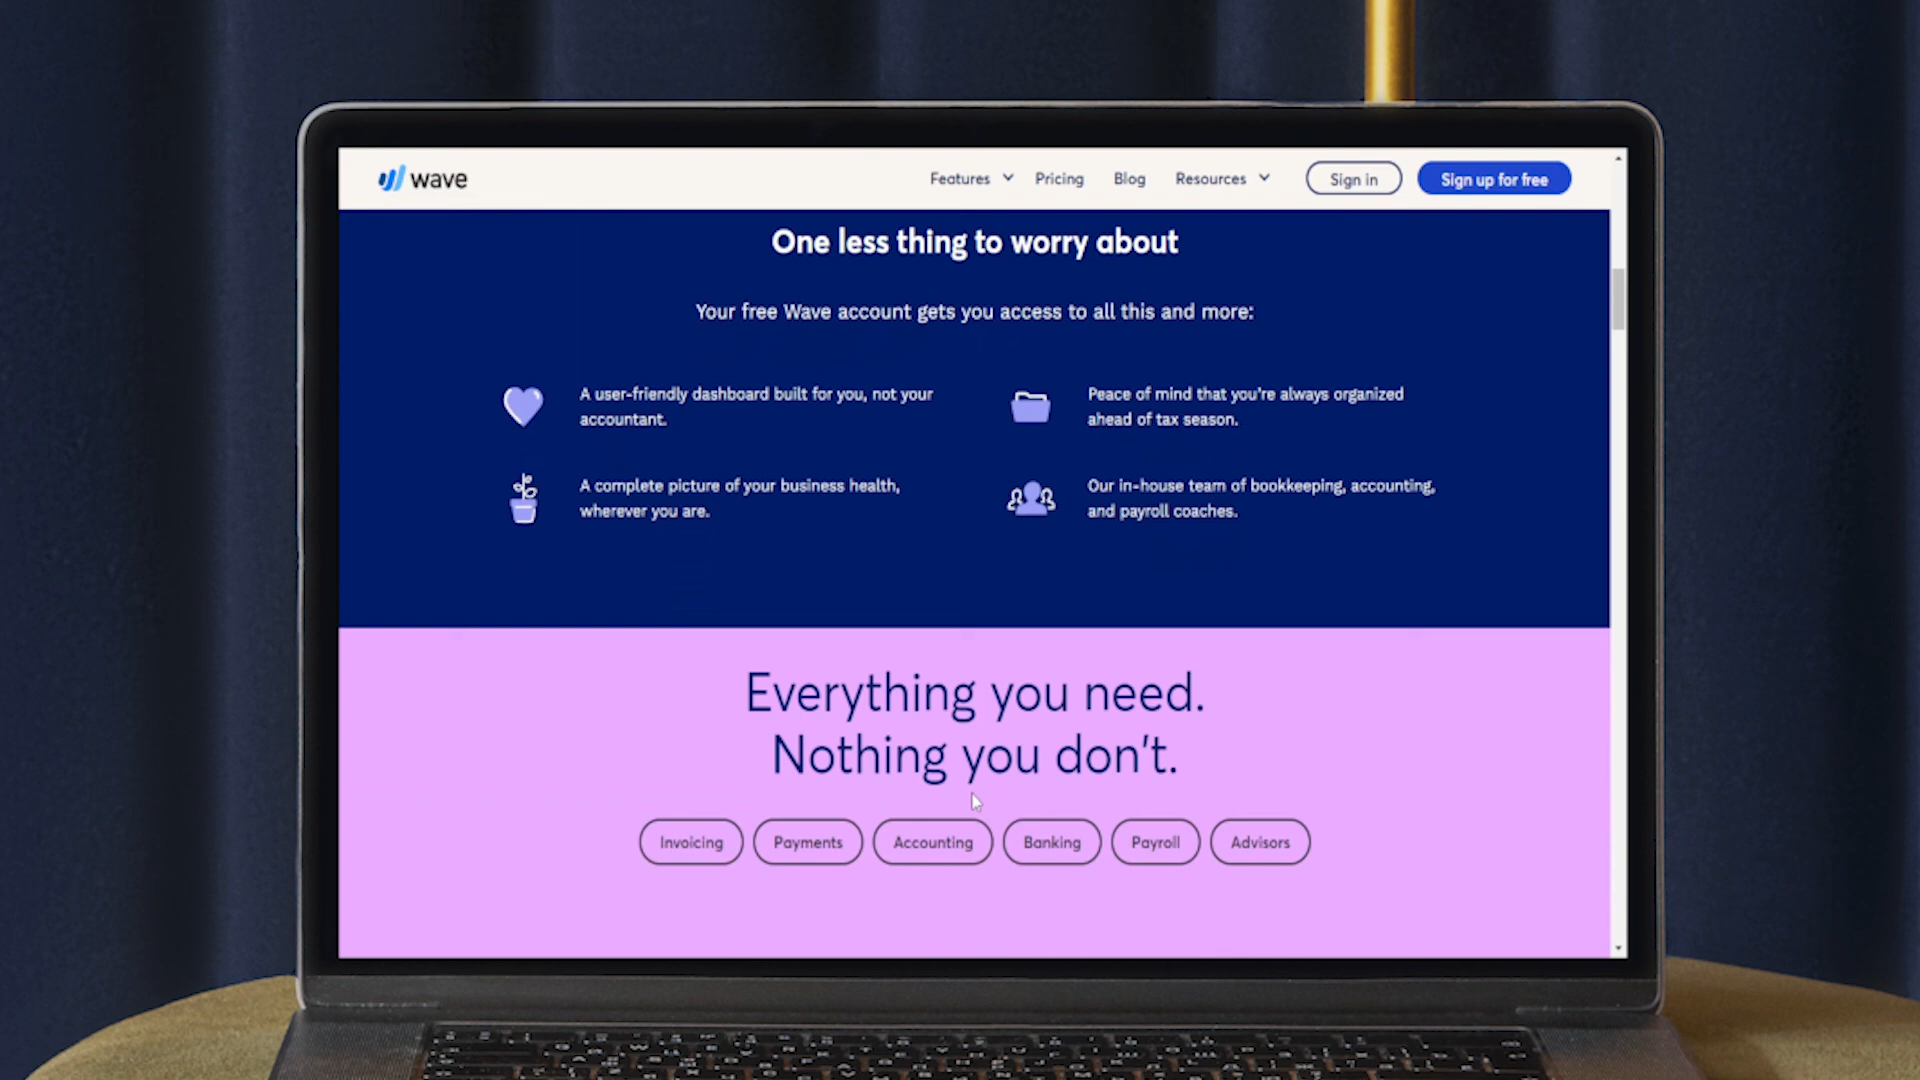 wave
Features
Pricing
Blog
Resources
Sign in
Sign up for free
One less thing to worry about
Your free Wave account gets you access to all this and more:
A user-friendly dashboard built for you, not your
accountant.
Peace of mind that you're always organized
ahead of tax season.
A complete picture of your business health,
wherever you are.
Our in-house team of bookkeeping, accounting,
and payroll coaches.
Everything you need.
Nothing you don't.
Invoicing
Payments
Accounting
Banking
Payroll
Advisors